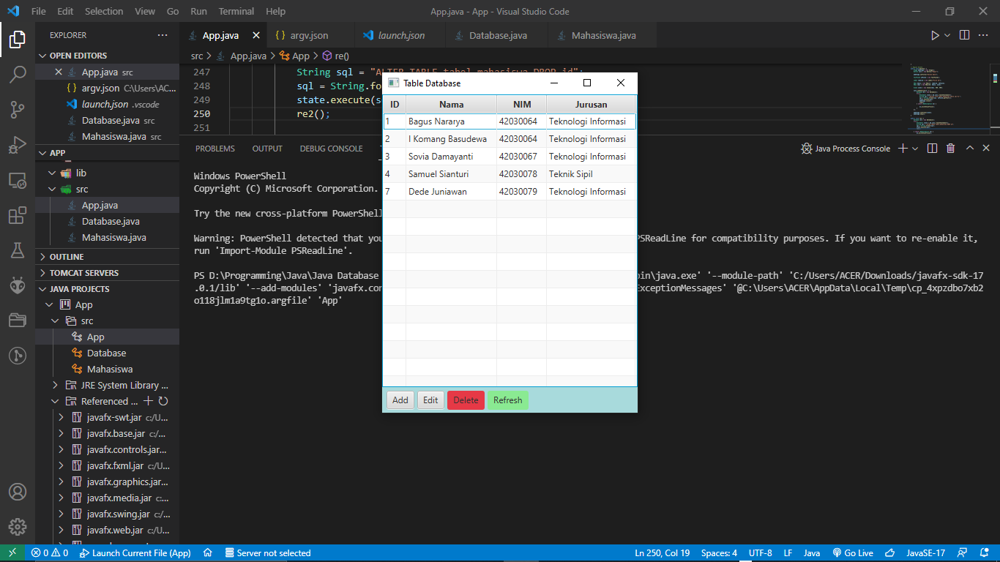 File Edit Selection View Go Run Terminal Help App.java - App - Visual Studio Code
EXPLORER
OPEN EDITORS
App.java src
argv.json C:\Users\AC...
launch.json .vscode
Database.java src
Mahasiswa.java src
APP
lib
src
App.java
Database.java
Mahasiswa.java
OUTLINE
TOMCAT SERVERS
JAVA PROJECTS
App
src
App
Database
Mahasiswa
JRE System Library ...
Referenced ...
javafx-swt.jar c:/U...
javafx.base.jar c:/...
javafx.controls.jar...
javafx.fxml.jar c:/U...
javafx.graphics.jar...
javafx.media.jar c:...
javafx.swing.jar c:/...
javafx.web.jar c:/U...
App.java argv.json launch.json Database.java Mahasiswa.java
src > App.java > App > re()
247 String sql = "ALTER TABLE tabel_mahasiswa DROP id";
248 sql = String.fo
249 state.execute(s
250 re2();
251
PROBLEMS OUTPUT DEBUG CONSOLE Java Process Console
Windows PowerShell
Copyright (C) Microsoft Corporation.
Try the new cross-platform PowerShell
Warning: PowerShell detected that you PSReadLine for compatibility purposes. If you want to re-enable it,
run 'Import-Module PSReadLine'.
PS D:\Programming\Java\Java Database bin\java.exe' '--module-path' 'C:/Users/ACER/Downloads/javafx-sdk-17
.0.1/lib' '--add-modules' 'javafx.con ExceptionMessages' '@C:\Users\ACER\AppData\Local\Temp\cp_4xpzdbo7xb2
o118jlm1a9tg1o.argfile' 'App'
Table Database
ID Nama NIM Jurusan
1 Bagus Nararya 42030064 Teknologi Informasi
2 I Komang Basudewa 42030064 Teknologi Informasi
3 Sovia Damayanti 42030067 Teknologi Informasi
4 Samuel Sianturi 42030078 Teknik Sipil
7 Dede Juniawan 42030079 Teknologi Informasi
Add Edit Delete Refresh
0 0 Launch Current File (App) Server not selected Ln 250, Col 19 Spaces: 4 UTF-8 LF Java Go Live JavaSE-17